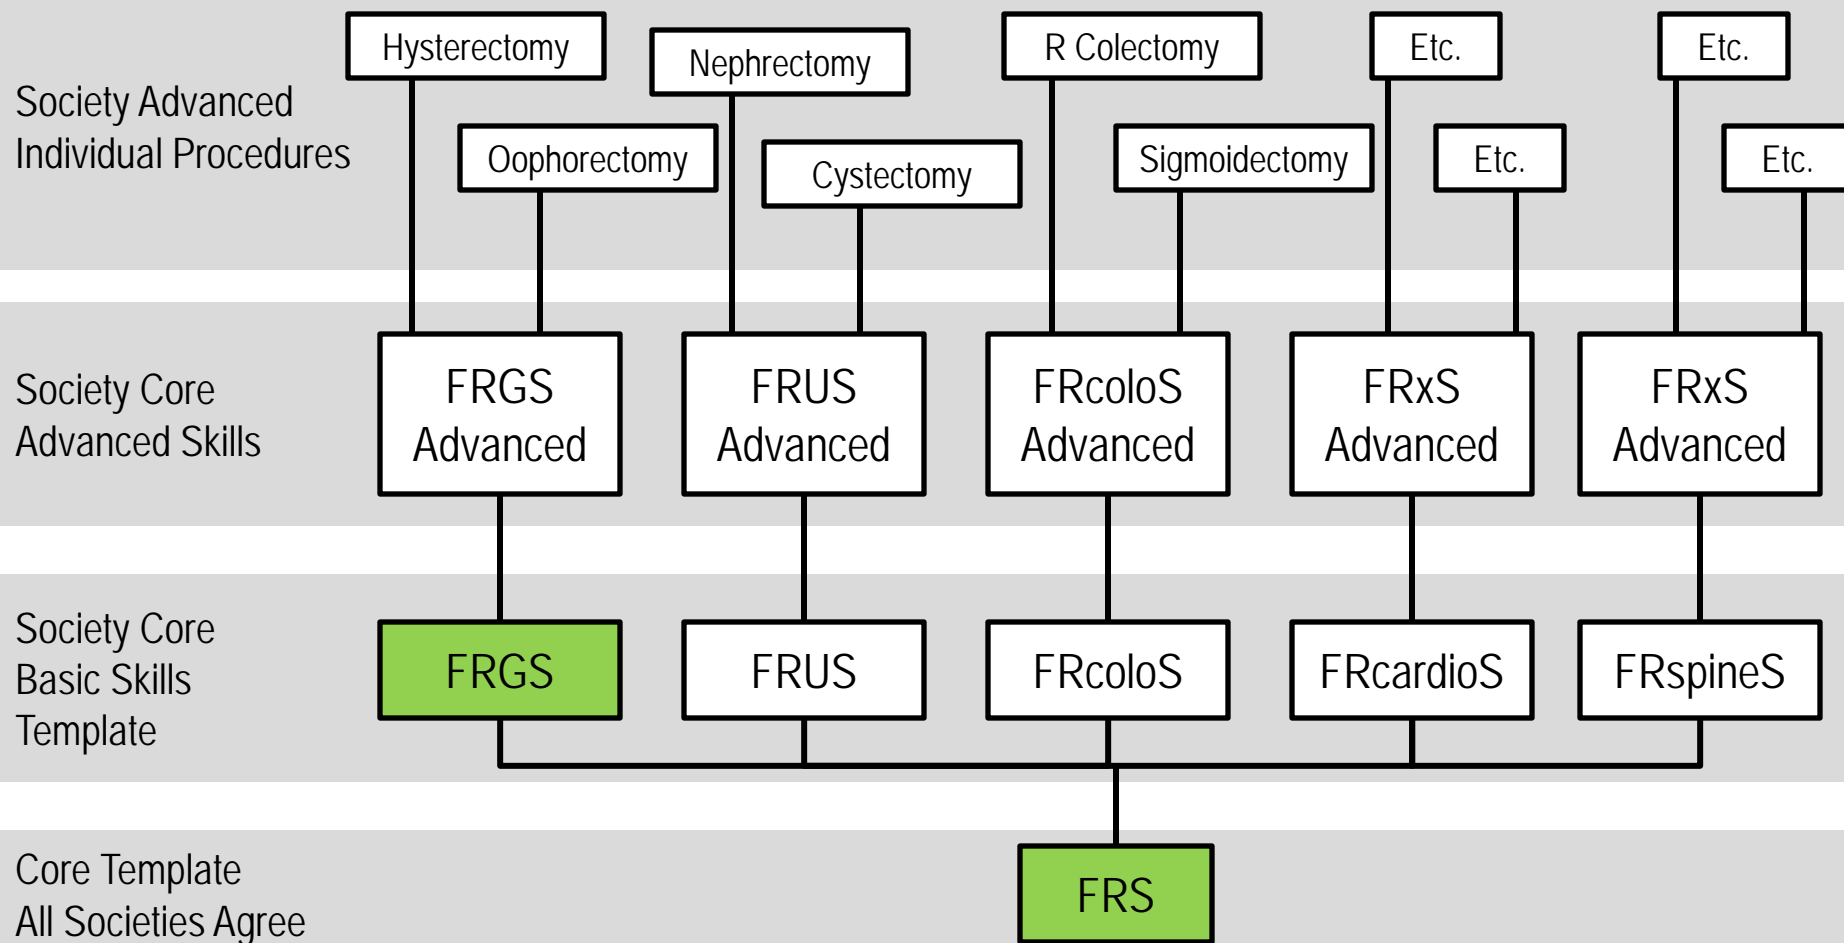 Hysterectomy
Nephrectomy
R Colectomy
Etc.
Etc.
Society Advanced
Individual Procedures
Oophorectomy
Cystectomy
Sigmoidectomy
Etc.
Etc.
Society Core
Advanced Skills
FRGS
Advanced
FRUS
Advanced
FRcoloS
Advanced
FRxS
Advanced
FRxS
Advanced
Society Core
Basic Skills
Template
FRGS
FRUS
FRcoloS
FRcardioS
FRspineS
Core Template
All Societies Agree
FRS